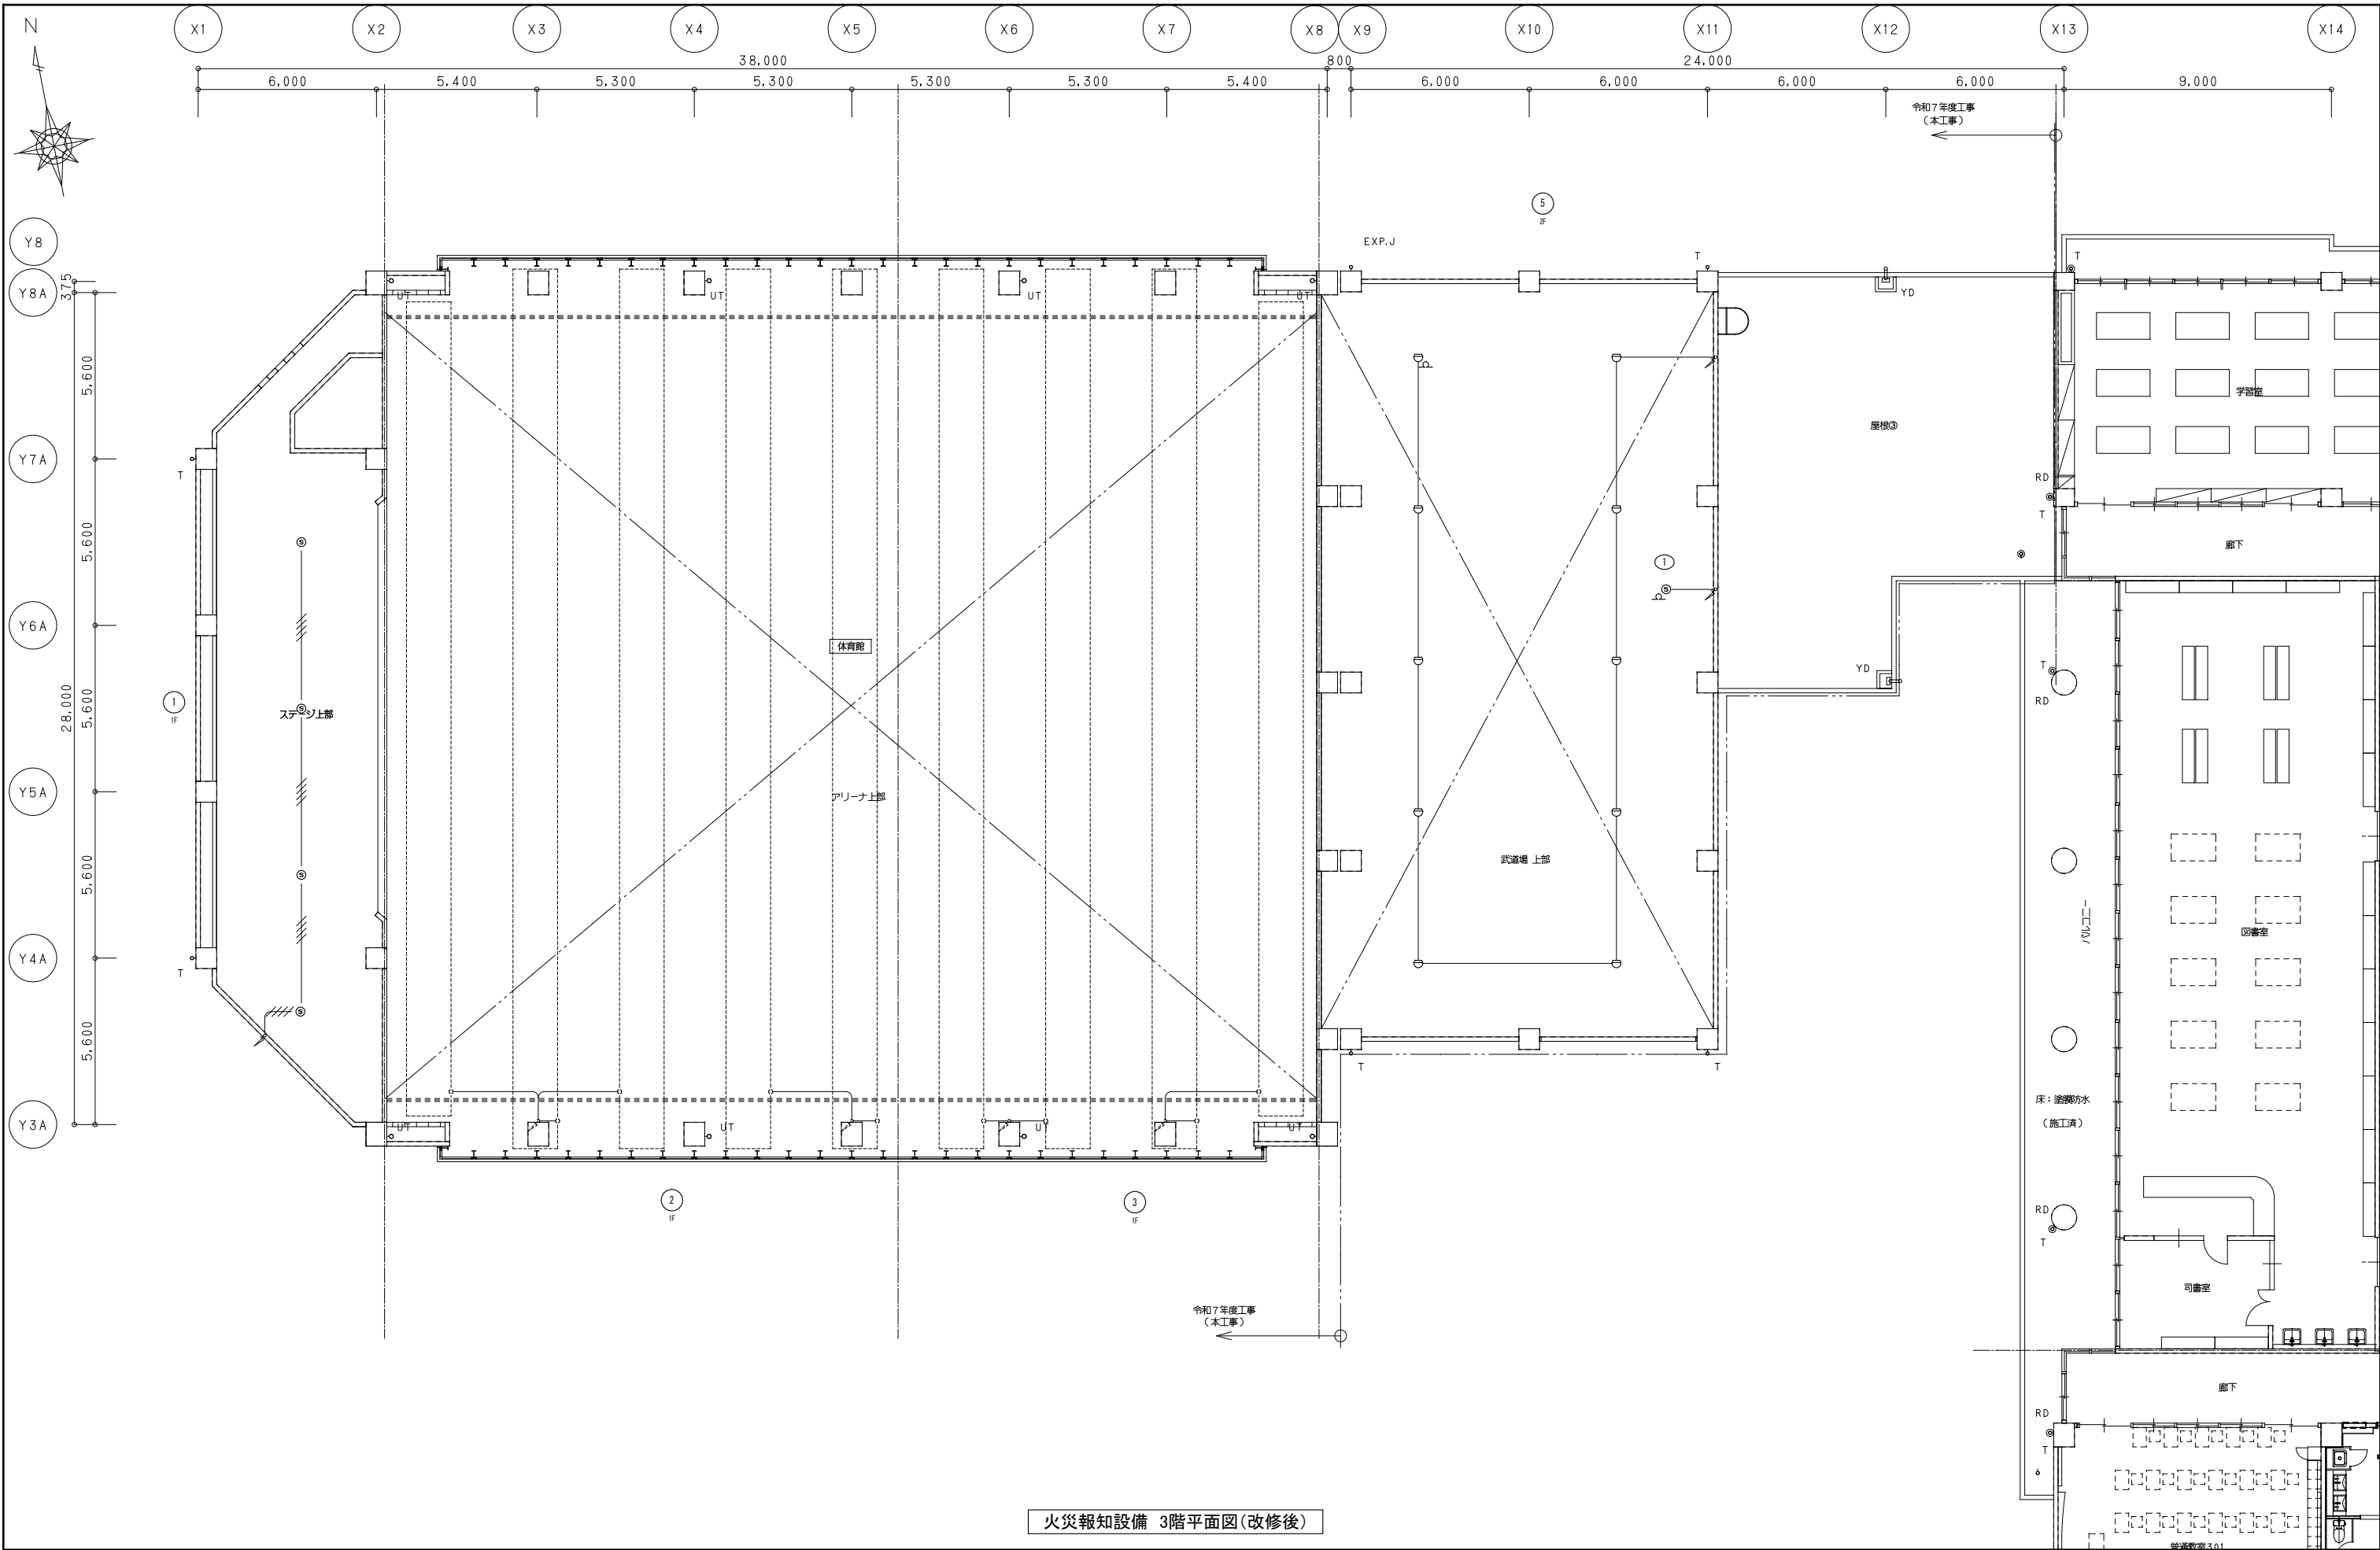 N
X1
X2
X3
X4
X5
X6
X7
X8
X9
X10
X11
X12
X13
X14
38,000
800
24,000
6,000
5,400
5,300
5,300
5,300
5,300
5,400
6,000
6,000
6,000
6,000
9,000
令和7年度工事
(本工事)
5
2F
EXP.J
Y8
Y8A
Y7A
Y6A
Y5A
Y4A
Y3A
375
5,600
5,600
5,600
5,600
5,600
28,000
UT
UT
UT
UT
T
T
YD
学習室
屋根③
RD
T
廊下
T
S
S
S
S
1
S
体育館
ステージ上部
1
1F
アリーナ上部
武道場 上部
YD
T
RD
バルコニー
図書室
T
T
T
UT
UT
UT
UT
床:塗膜防水
(施工済)
2
1F
3
1F
RD
T
司書室
令和7年度工事
(本工事)
廊下
RD
T
火災報知設備 3階平面図(改修後)
普通教室301